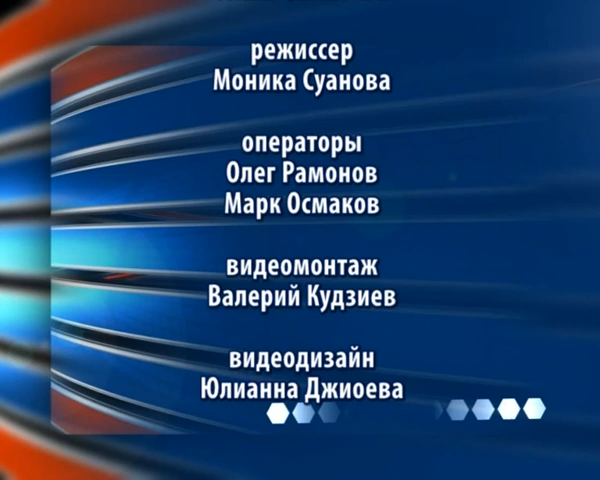 режиссер
Моника Суанова
операторы
Олег Рамонов
Марк Осмаков
видеомонтаж
Валерий Кудзиев
видеодизайн
Юлианна Джиоева